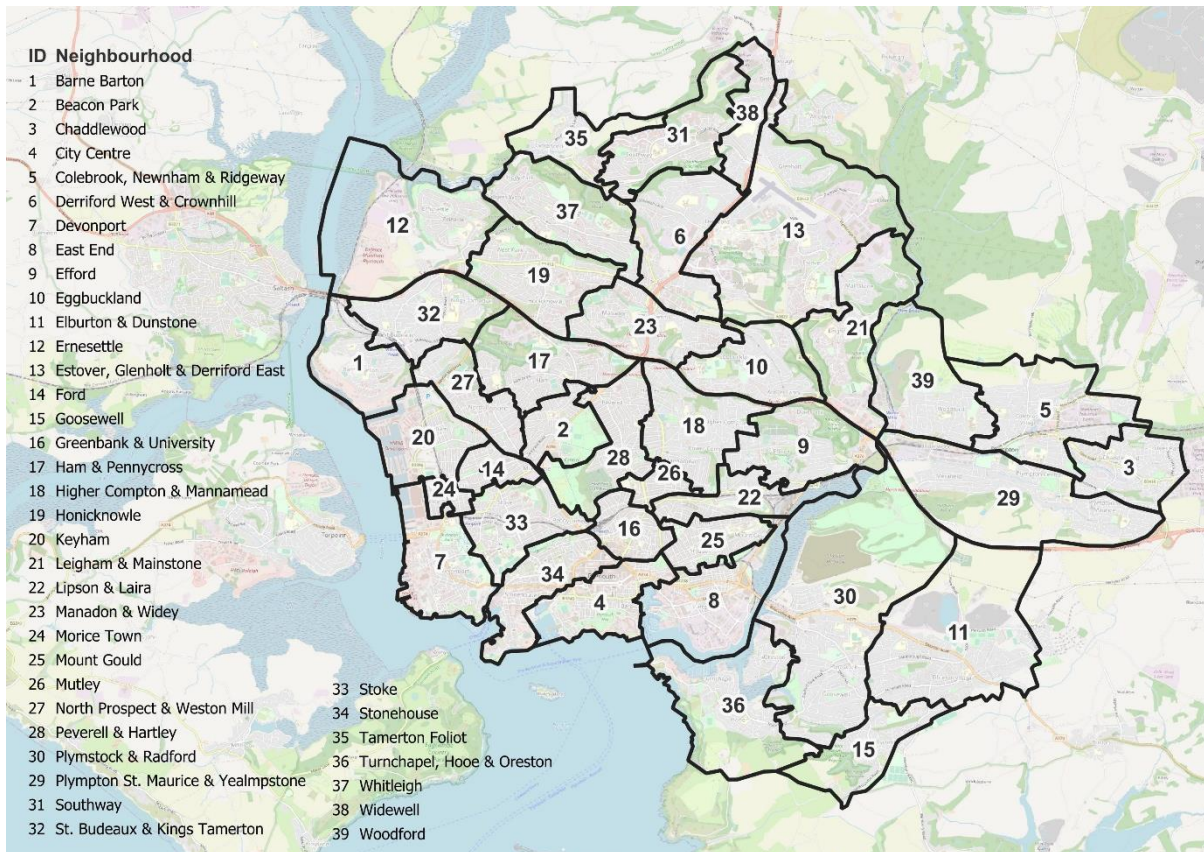 ID Neighbourhood
1 Barne Barton
2 Beacon Park
3 Chaddlewood
4 City Centre
5 Colebrook, Newnham & Ridgeway
6 Derriford West & Crownhill
7 Devonport
8 East End
9 Efford
10 Eggbuckland
11 Elburton & Dunstone
12 Ernesettle
13 Estover, Glenholt & Derriford East
14 Ford
15 Goosewell
16 Greenbank & University
17 Ham & Pennycross
18 Higher Compton & Mannamead
19 Honicknowle
20 Keyham
21 Leigham & Mainstone
22 Lipson & Laira
23 Manadon & Widey
24 Morice Town
25 Mount Gould
26 Mutley
27 North Prospect & Weston Mill
28 Peverell & Hartley
30 Plymstock & Radford
29 Plympton St. Maurice & Yealmpstone
31 Southway
32 St. Budeaux & Kings Tamerton
33 Stoke
34 Stonehouse
35 Tamerton Foliot
36 Turnchapel, Hooe & Oreston
37 Whitleigh
38 Widewell
39 Woodford
38
35
31
12
37
6
13
19
32
23
21
1
27
17
10
39
5
20
2
28
18
9
3
14
26
24
22
29
33
16
25
7
34
4
8
30
11
36
15
Saltash
Torpoint